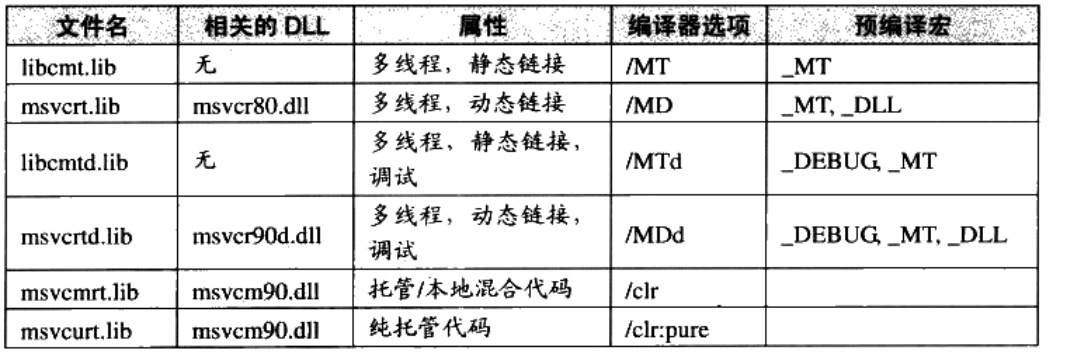 文件名 相关的 DLL 属性 编译器选项 预编译宏
libcmt.lib 无 多线程，静态链接 /MT _MT
msvcrt.lib msvcr80.dll 多线程，动态链接 /MD _MT, _DLL
libcmtd.lib 无 多线程，静态链接， /MTd _DEBUG, _MT
调试
msvcrtd.lib msvcr90d.dll 多线程，动态链接， /MDd _DEBUG, _MT, _DLL
调试
msvcmrt.lib msvcm90.dll 托管/本地混合代码 /clr
msvcurt.lib msvcm90.dll 纯托管代码 /clr:pure